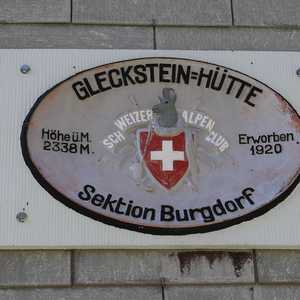 GLECKSTEIN=HÜTTE
SCHWEIZER ALPEN CLUB
Höhe ü.M.
2338 M.
Erworben
1920
Sektion Burgdorf